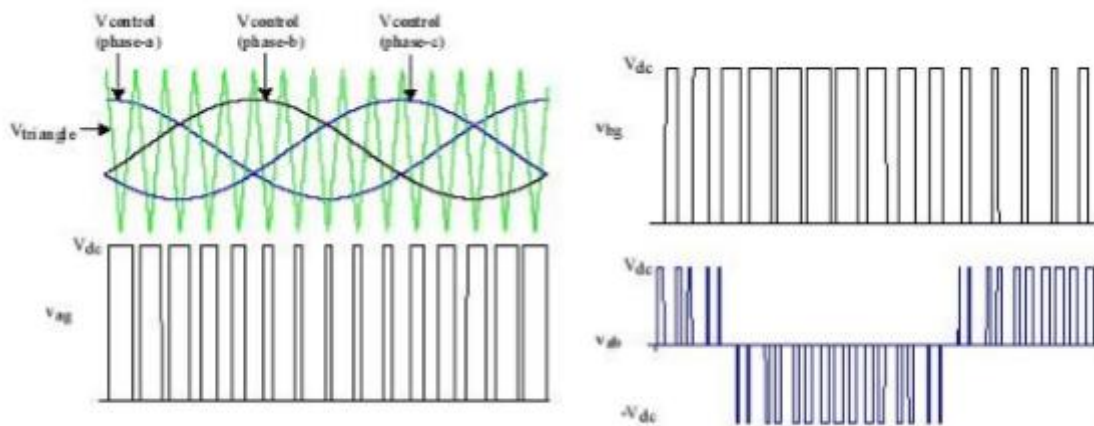 Vcontrol
(phase-a)
Vcontrol
(phase-b)
Vcontrol
(phase-c)
Vtriangle
Vdc
vag
Vdc
vbg
Vdc
vab
-Vdc